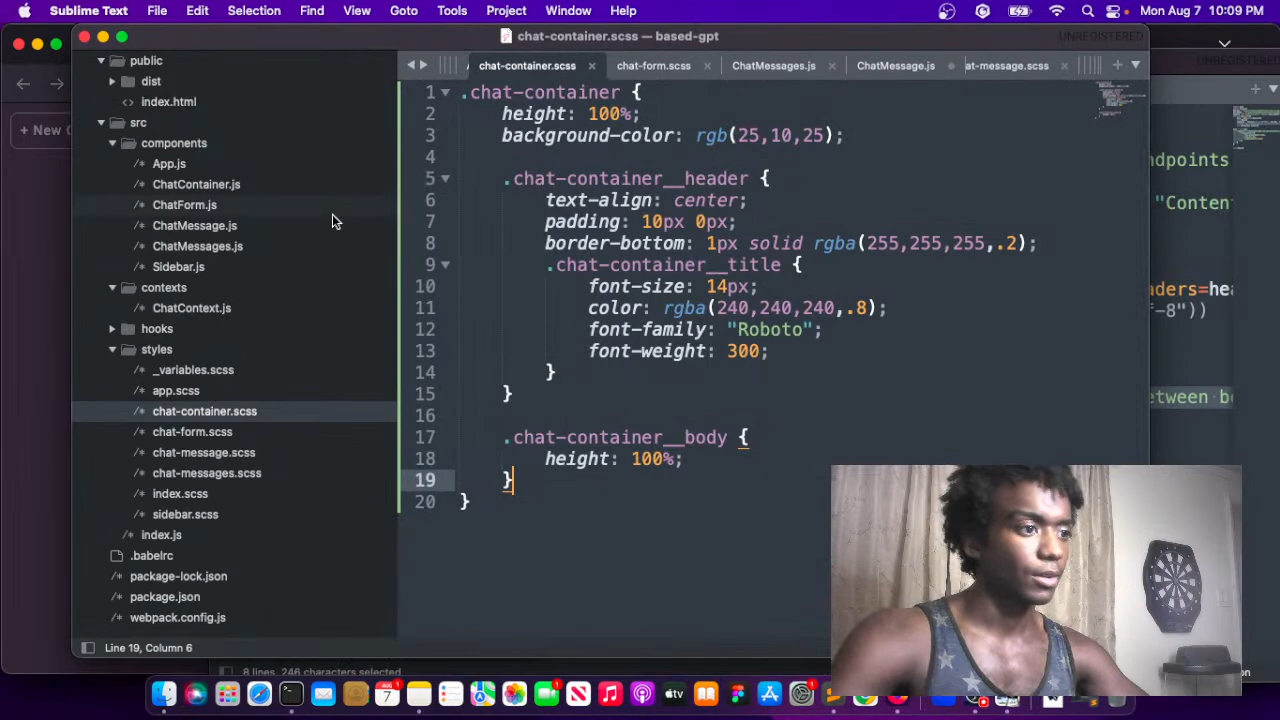 Sublime Text File Edit Selection Find View Goto Tools Project Window Help
Mon Aug 7 10:09 PM
chat-container.scss — based-gpt
UNREGISTERED
chat-container.scss
chat-form.scss
ChatMessages.js
ChatMessage.js
at-message.scss
+ New
public
dist
index.html
src
components
App.js
ChatContainer.js
ChatForm.js
ChatMessage.js
ChatMessages.js
Sidebar.js
contexts
ChatContext.js
hooks
styles
_variables.scss
app.scss
chat-container.scss
chat-form.scss
chat-message.scss
chat-messages.scss
index.scss
sidebar.scss
index.js
.babelrc
package-lock.json
package.json
webpack.config.js
1 .chat-container {
2 height: 100%;
3 background-color: rgb(25,10,25);
4
5 .chat-container__header {
6 text-align: center;
7 padding: 10px 0px;
8 border-bottom: 1px solid rgba(255,255,255,.2);
9 .chat-container__title {
10 font-size: 14px;
11 color: rgba(240,240,240,.8);
12 font-family: "Roboto";
13 font-weight: 300;
14 }
15 }
16
17 .chat-container__body {
18 height: 100%;
19 }
20 }
ndpoints
"Conten
aders=hea
f-8"))
etween be
Line 19, Column 6
8 lines, 246 characters selected